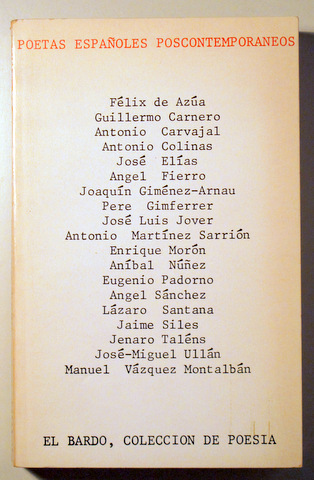 POETAS ESPAÑOLES POSCONTEMPORANEOS
Félix de Azúa
Guillermo Carnero
Antonio Carvajal
Antonio Colinas
José Elías
Angel Fierro
Joaquín Giménez-Arnau
Pere Gimferrer
José Luis Jover
Antonio Martínez Sarrión
Enrique Morón
Aníbal Núñez
Eugenio Padorno
Angel Sánchez
Lázaro Santana
Jaime Siles
Jenaro Taléns
José-Miguel Ullán
Manuel Vázquez Montalbán
EL BARDO, COLECCION DE POESIA